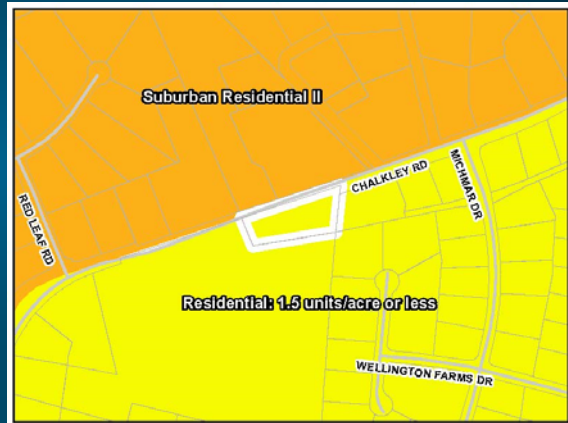 Suburban Residential II
CHALKLEY RD
MICHMAR DR
RED LEAF RD
Residential: 1.5 units/acre or less
WELLINGTON FARMS DR